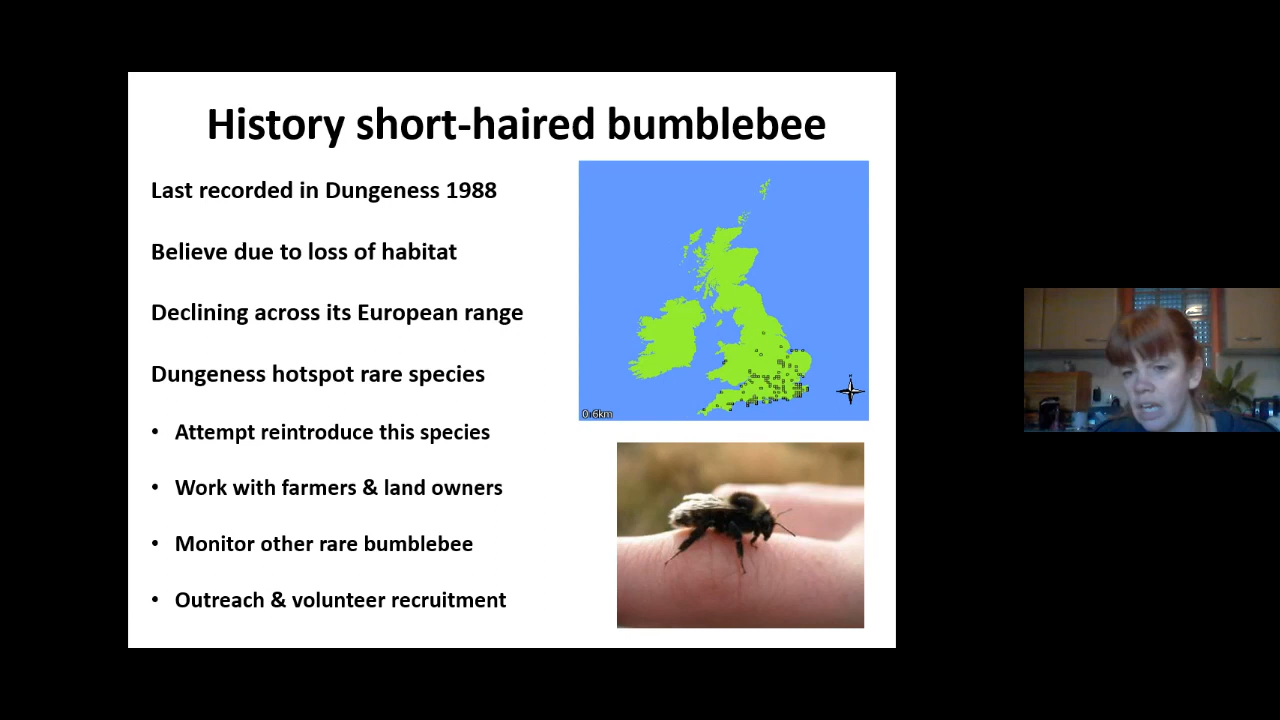 History short-haired bumblebee
Last recorded in Dungeness 1988
Believe due to loss of habitat
Declining across its European range
Dungeness hotspot rare species
• Attempt reintroduce this species
• Work with farmers & land owners
• Monitor other rare bumblebee
• Outreach & volunteer recruitment
0:6km